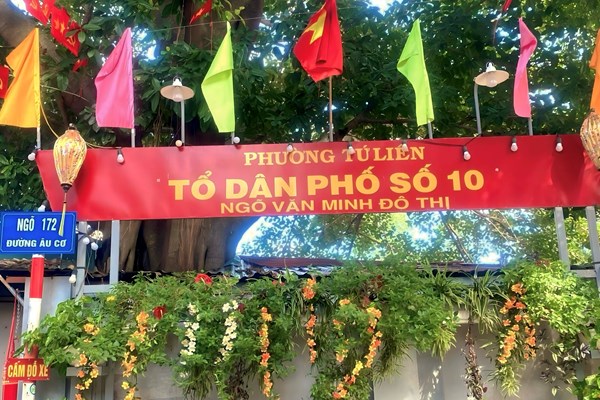 PHƯỜNG TỨ LIÊN
TỔ DÂN PHỐ SỐ 10
NGÕ VĂN MINH ĐÔ THỊ
NGÕ 172
ĐƯỜNG ÂU CƠ
CẤM ĐỖ XE